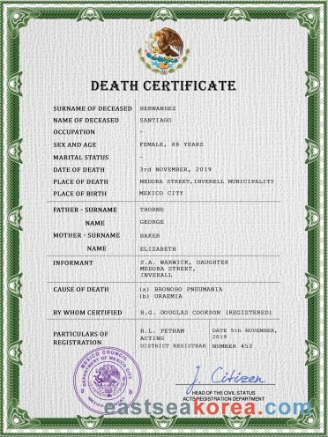 DEATH CERTIFICATE
SURNAME OF DECEASED HERNANDEZ
NAME OF DECEASED SANTIAGO
OCCUPATION -
SEX AND AGE FEMALE, 88 YEARS
MARITAL STATUS -
DATE OF DEATH 3rd NOVEMBER, 2019
PLACE OF DEATH MEDORA STREET, INVERELL MUNICIPALITY
PLACE OF BIRTH MEXICO CITY
FATHER - SURNAME THORNE
NAME GEORGE
MOTHER - SURNAME BAKER
NAME ELIZABETH
INFORMANT S.A. WARWICK, DAUGHTER
MEDORA STREET,
INVERALL
CAUSE OF DEATH (a) BRONCHO PNEUMANIA
(b) URAEMIA
BY WHOM CERTIFIED H.G. DOUGLAS COOKSON (REGISTERED)
PARTICULARS OF REGISTRATION
H.L. PETHAM
ACTING
DISTRICT REGISTRAR
DATE 5th NOVEMBER,
2019
NUMBER 453
MEXICO COUNCIL
J. Citizen
HEAD OF THE CIVIL STATUS
ACTS REGISTRATION DEPARTMENT
eastseakorea.com